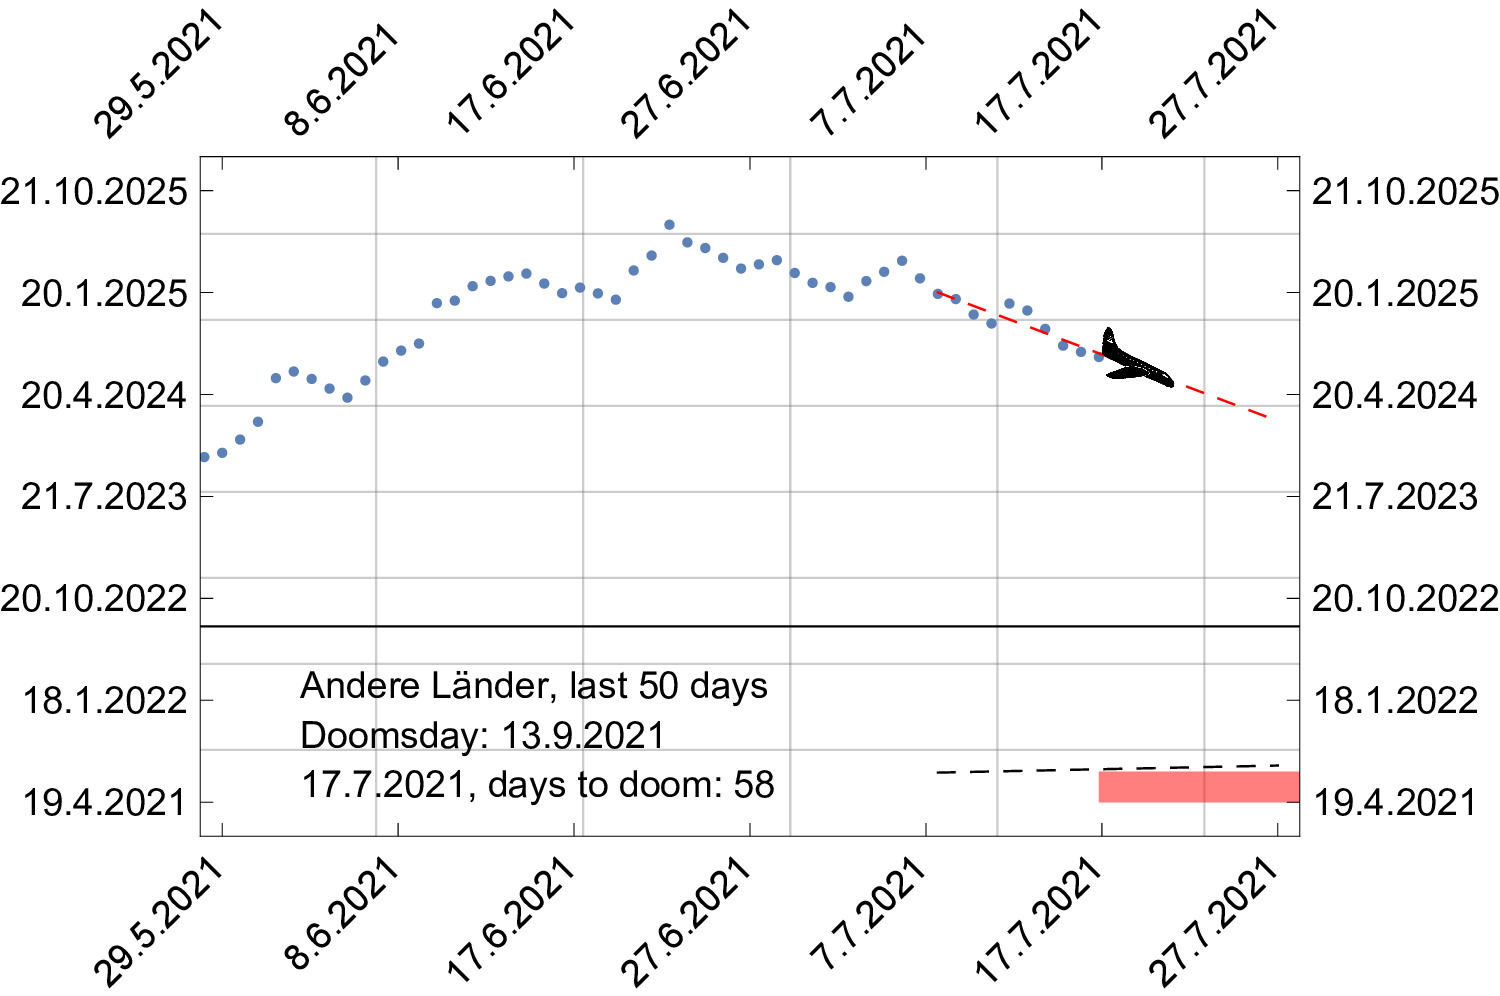 29.5.2021 8.6.2021 17.6.2021 27.6.2021 7.7.2021 17.7.2021 27.7.2021
21.10.2025 21.10.2025
20.1.2025 20.1.2025
20.4.2024 20.4.2024
21.7.2023 21.7.2023
20.10.2022 20.10.2022
Andere Länder, last 50 days
18.1.2022 18.1.2022
Doomsday: 13.9.2021
17.7.2021, days to doom: 58
19.4.2021 19.4.2021
29.5.2021 8.6.2021 17.6.2021 27.6.2021 7.7.2021 17.7.2021 27.7.2021